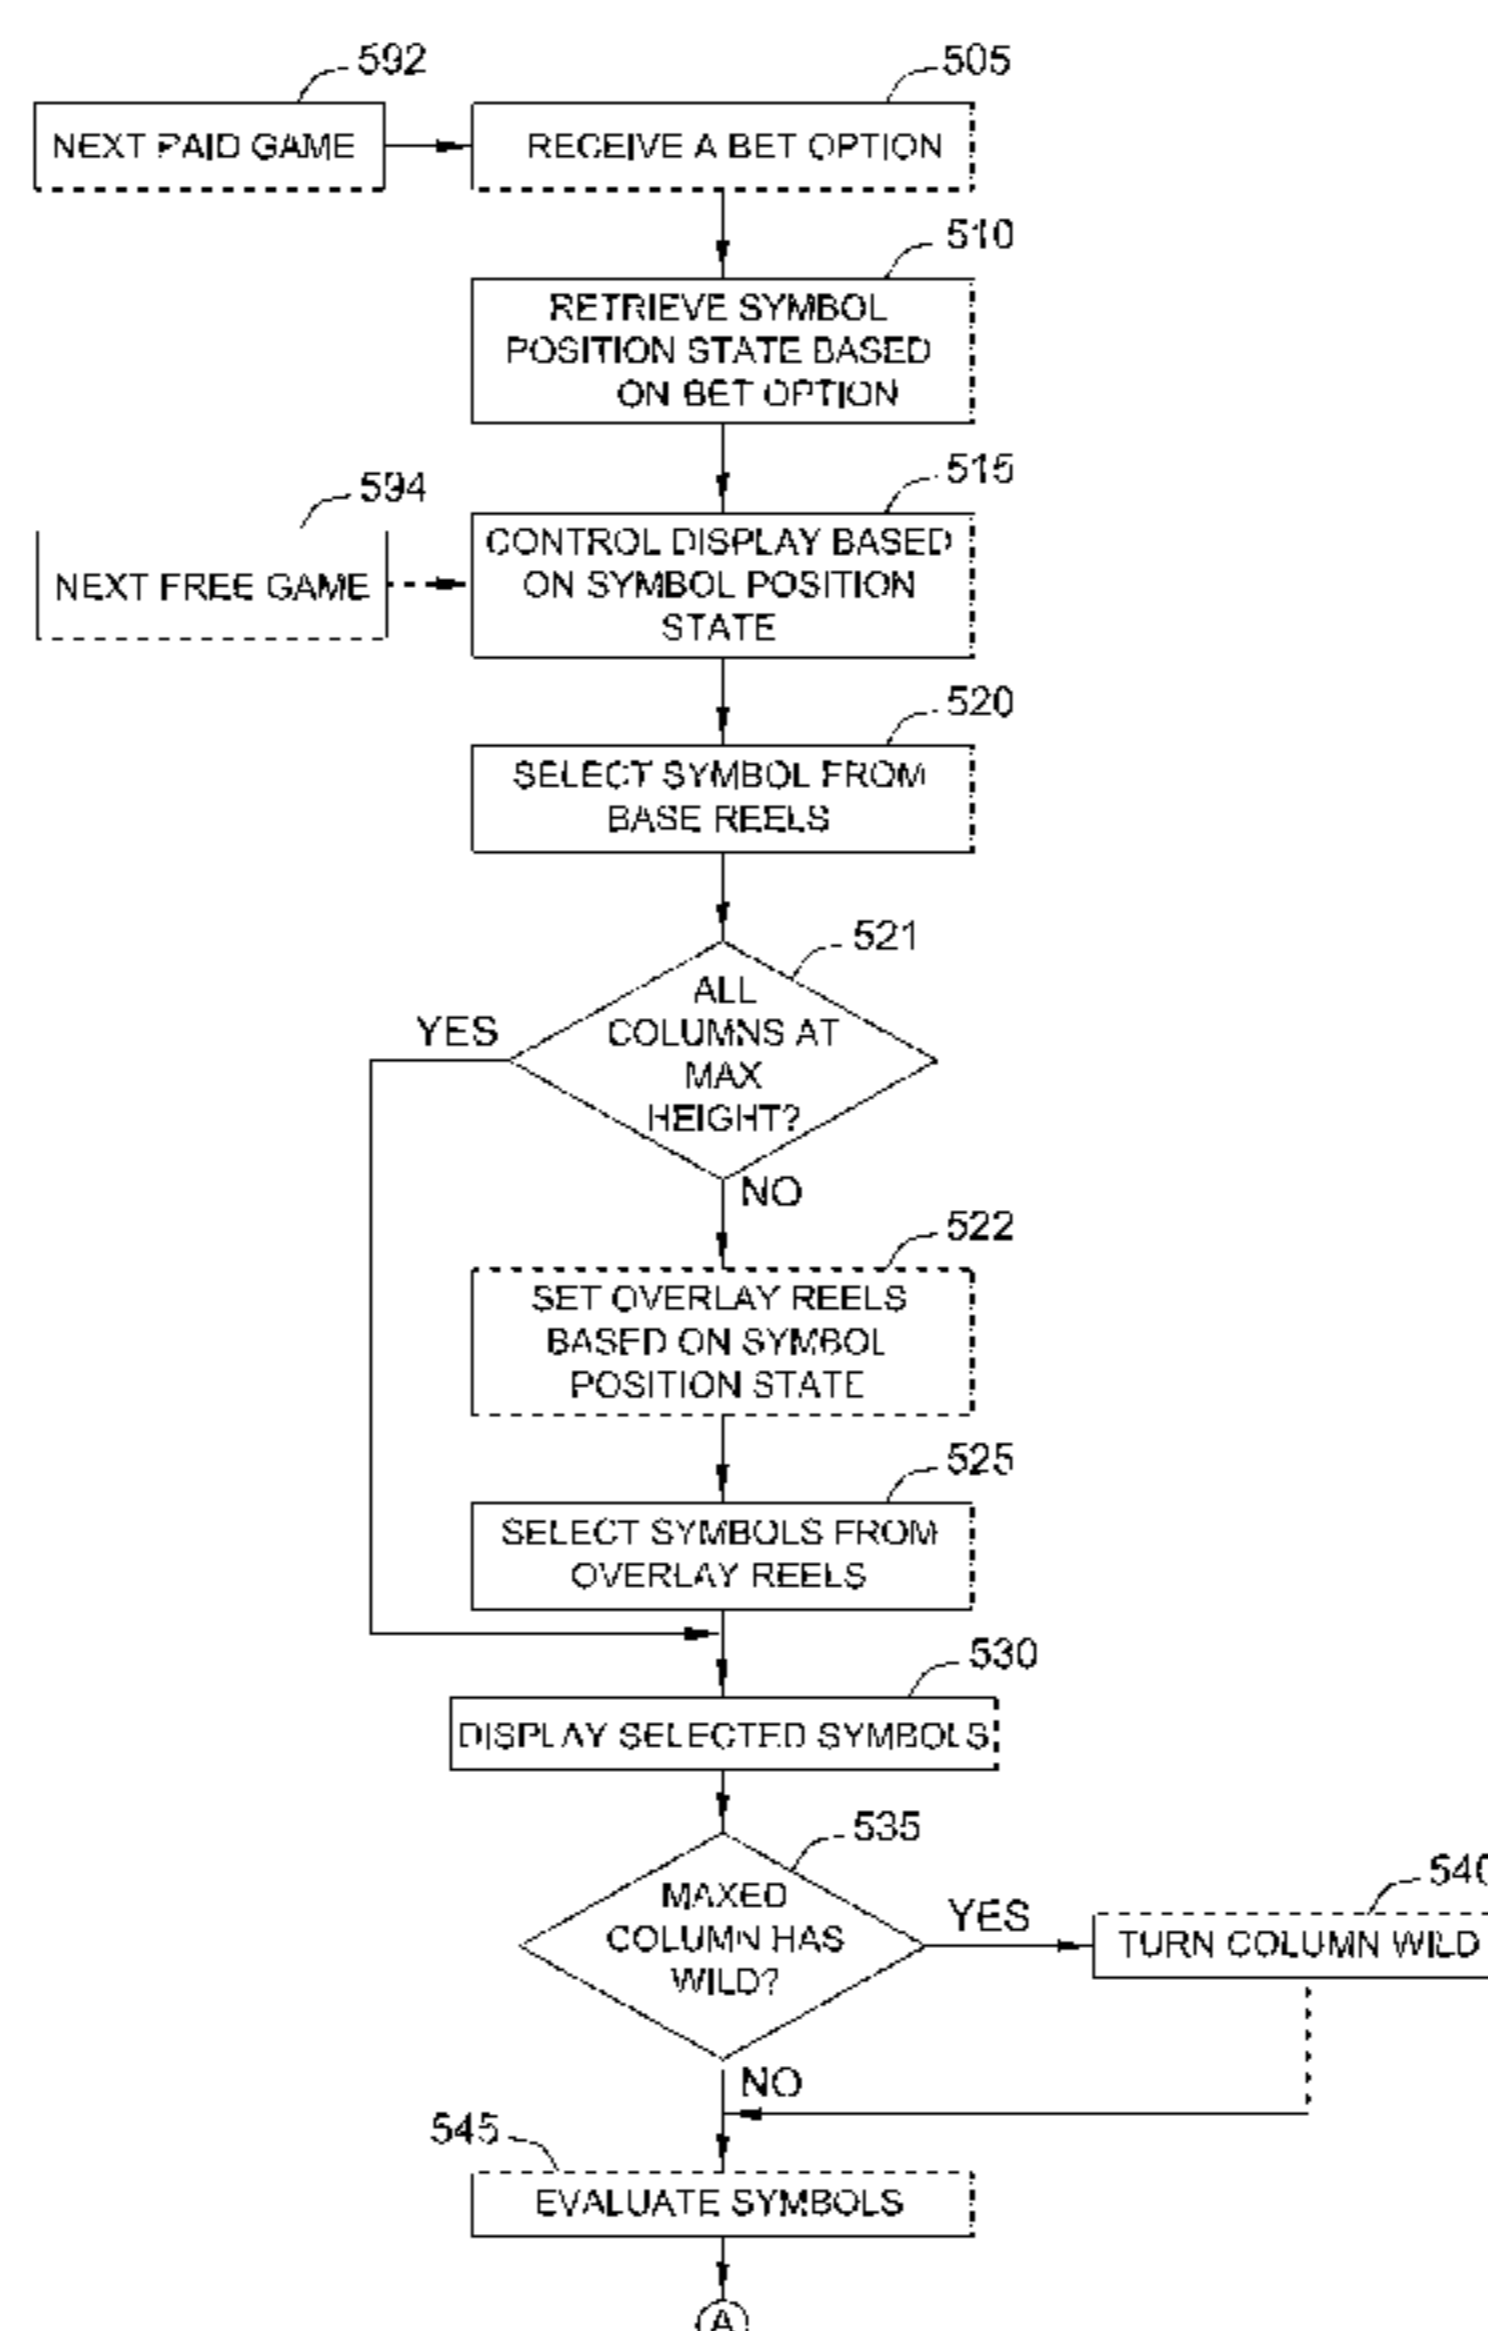 592
505
NEXT PAID GAME
RECEIVE A BET OPTION
510
RETRIEVE SYMBOL
POSITION STATE BASED
ON BET OPTION
594
515
NEXT FREE GAME
CONTROL DISPLAY BASED
ON SYMBOL POSITION
STATE
520
SELECT SYMBOL FROM
BASE REELS
521
ALL
COLUMNS AT
MAX
HEIGHT?
YES
NO
522
SET OVERLAY REELS
BASED ON SYMBOL
POSITION STATE
525
SELECT SYMBOLS FROM
OVERLAY REELS
530
DISPLAY SELECTED SYMBOLS
535
MAXED
COLUMN HAS
WILD?
YES
540
TURN COLUMN WILD
NO
545
EVALUATE SYMBOLS
A